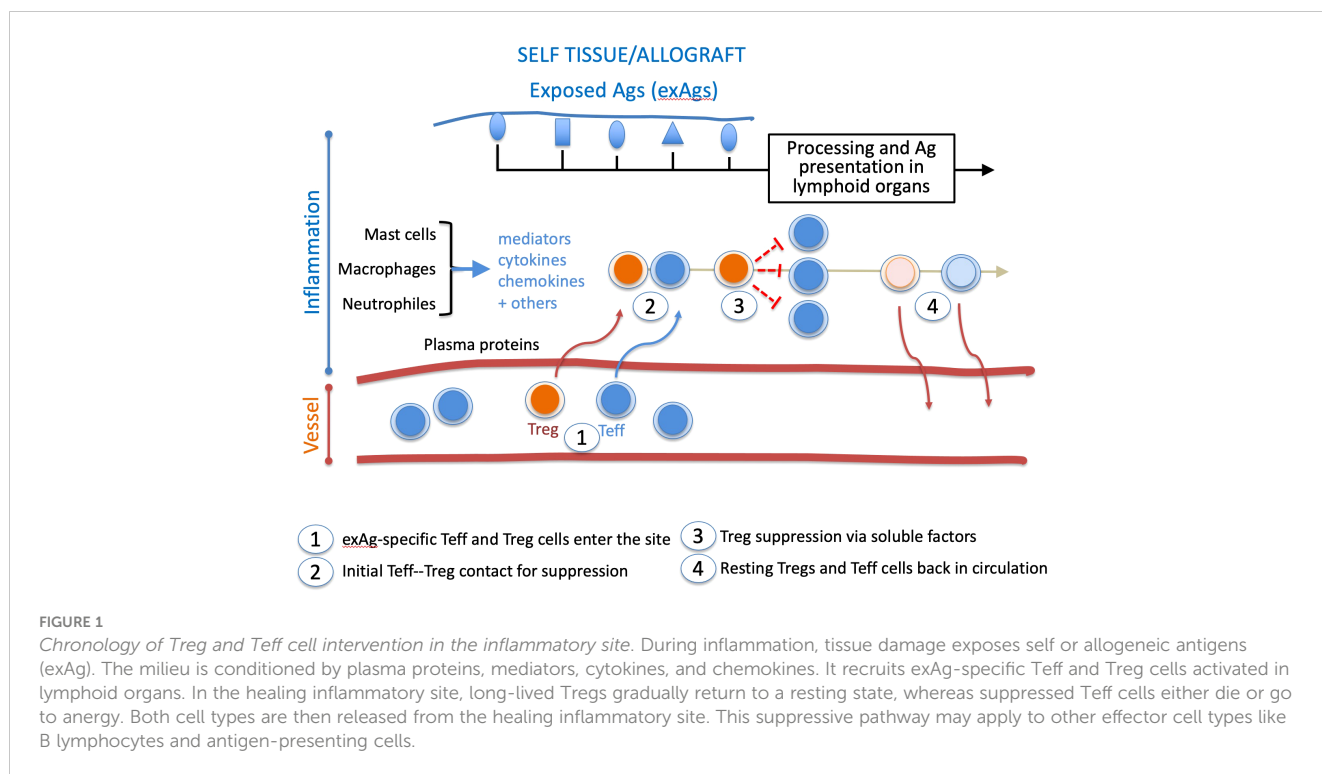 SELF TISSUE/ALLOGRAFT
Exposed Ags (exAgs)
Processing and Ag
presentation in
lymphoid organs
Inflammation
Mast cells
Macrophages
Neutrophiles
mediators
cytokines
chemokines
+ others
2
3
4
Plasma proteins
Vessel
Treg
1
Teff
1 exAg-specific Teff and Treg cells enter the site
2 Initial Teff--Treg contact for suppression
3 Treg suppression via soluble factors
4 Resting Tregs and Teff cells back in circulation
FIGURE 1
Chronology of Treg and Teff cell intervention in the inflammatory site. During inflammation, tissue damage exposes self or allogeneic antigens
(exAg). The milieu is conditioned by plasma proteins, mediators, cytokines, and chemokines. It recruits exAg-specific Teff and Treg cells activated in
lymphoid organs. In the healing inflammatory site, long-lived Tregs gradually return to a resting state, whereas suppressed Teff cells either die or go
to anergy. Both cell types are then released from the healing inflammatory site. This suppressive pathway may apply to other effector cell types like
B lymphocytes and antigen-presenting cells.